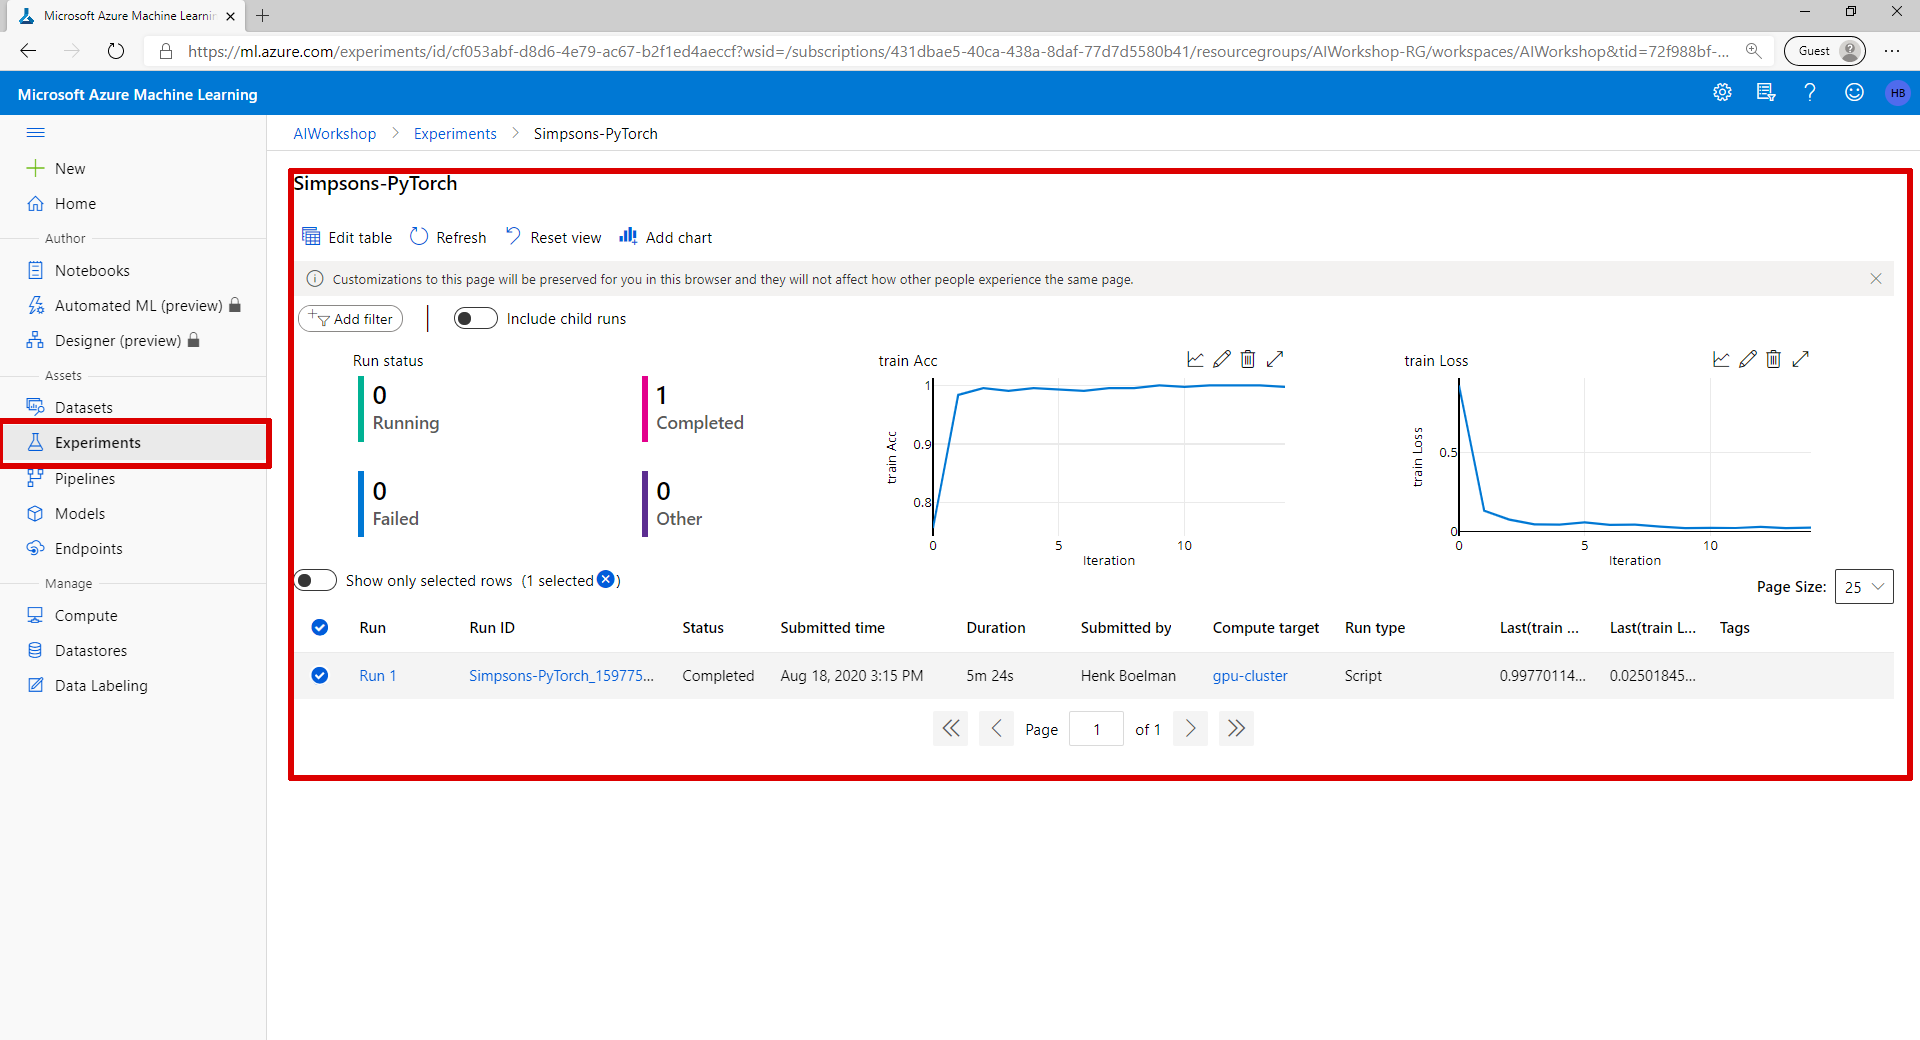 Microsoft Azure Machine Learnin
https://ml.azure.com/experiments/id/cf053abf-d8d6-4e79-ac67-b2f1ed4aeccf?wsid=/subscriptions/431dbae5-40ca-438a-8daf-77d7d5580b41/resourcegroups/AIWorkshop-RG/workspaces/AIWorkshop&tid=72f988bf-...
Guest
Microsoft Azure Machine Learning
HB
AIWorkshop > Experiments > Simpsons-PyTorch
New
Home
Author
Notebooks
Automated ML (preview)
Designer (preview)
Assets
Datasets
Experiments
Pipelines
Models
Endpoints
Manage
Compute
Datastores
Data Labeling
Simpsons-PyTorch
Edit table Refresh Reset view Add chart
Customizations to this page will be preserved for you in this browser and they will not affect how other people experience the same page.
Add filter Include child runs
Run status
0 Running
1 Completed
0 Failed
0 Other
train Acc
train Acc
1
0.9
0.8
0 5 10
Iteration
train Loss
train Loss
0.5
0
0 5 10
Iteration
Show only selected rows (1 selected )
Page Size: 25
Run Run ID Status Submitted time Duration Submitted by Compute target Run type Last(train ... Last(train L... Tags
Run 1 Simpsons-PyTorch_159775... Completed Aug 18, 2020 3:15 PM 5m 24s Henk Boelman gpu-cluster Script 0.99770114... 0.02501845...
Page 1 of 1